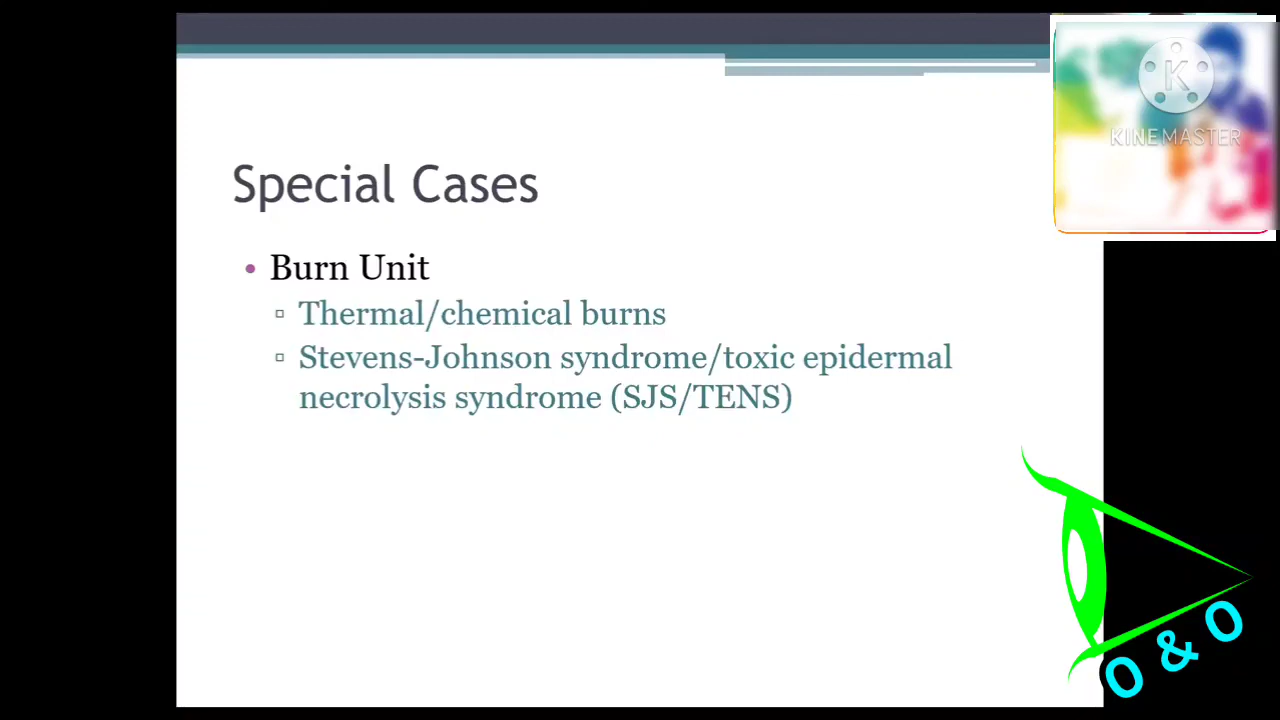 KINEMASTER
Special Cases
• Burn Unit
▫ Thermal/chemical burns
▫ Stevens-Johnson syndrome/toxic epidermal
necrolysis syndrome (SJS/TENS)
O & O